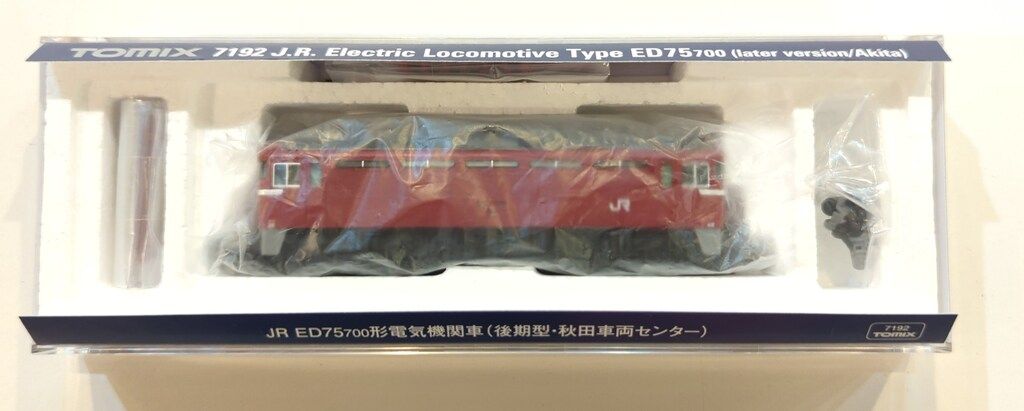 TOMIX 7192 J.R. Electric Locomotive Type ED75700 (later version/Akita)
JR
JR ED75700形電気機関車(後期型・秋田車両センター)
7192
TOMIX